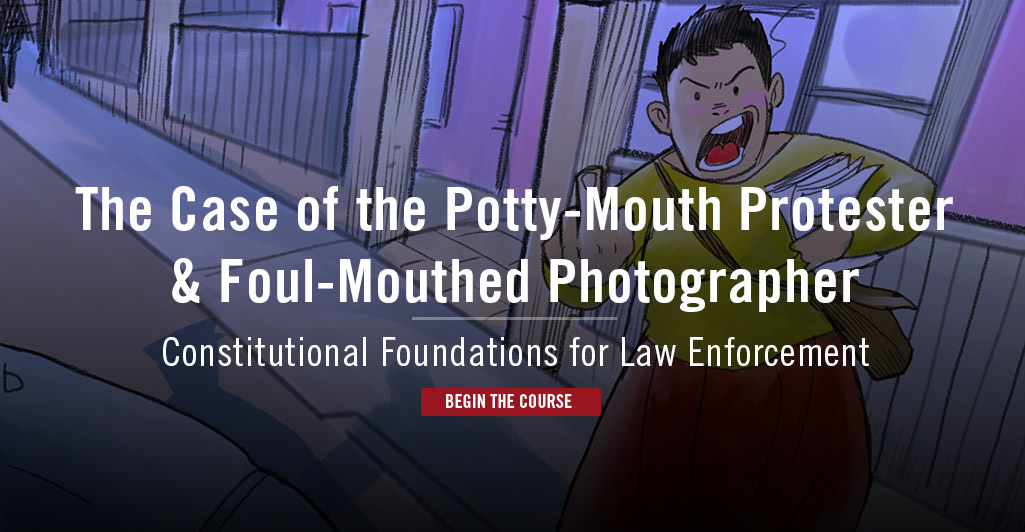 The Case of the Potty-Mouth Protester
& Foul-Mouthed Photographer
Constitutional Foundations for Law Enforcement
BEGIN THE COURSE